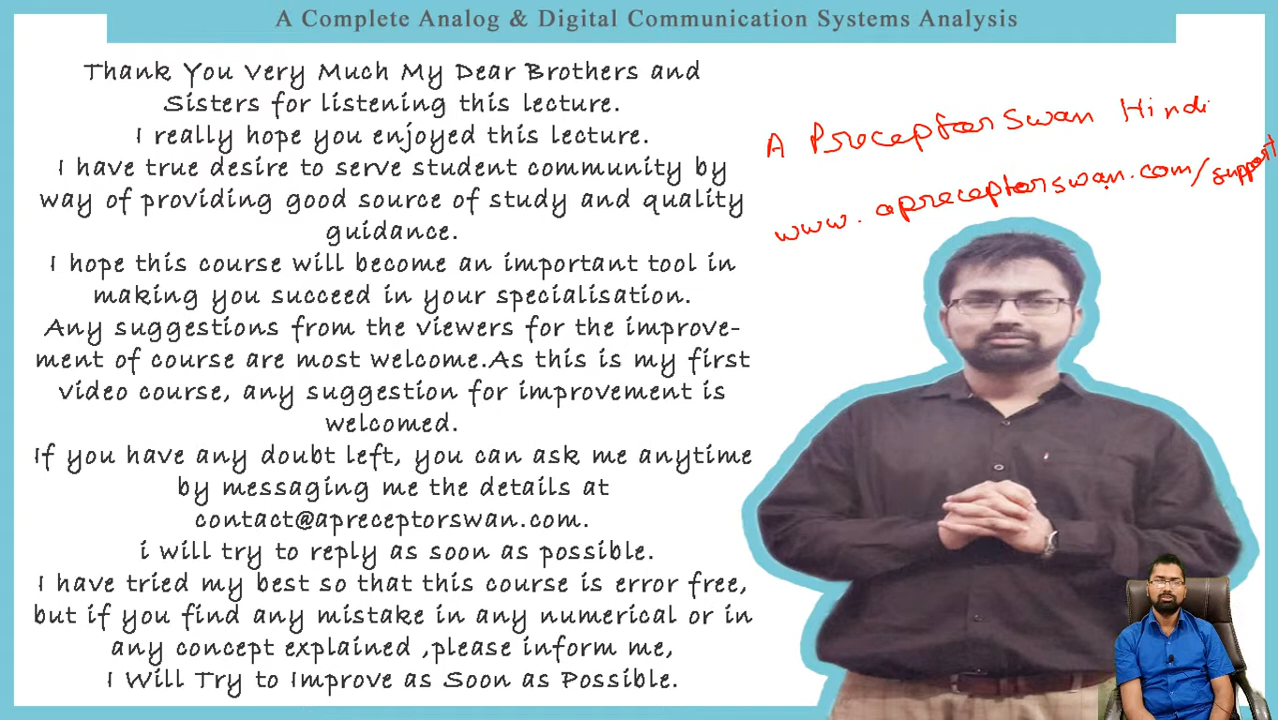 A Complete Analog & Digital Communication Systems Analysis
Thank You Very Much My Dear Brothers and
Sisters for listening this lecture.
I really hope you enjoyed this lecture.
I have true desire to serve student community by
way of providing good source of study and quality
guidance.
I hope this course will become an important tool in
making you succeed in your specialisation.
Any suggestions from the viewers for the improve-
ment of course are most welcome.As this is my first
video course, any suggestion for improvement is
welcomed.
If you have any doubt left, you can ask me anytime
by messaging me the details at
contact@apreceptorswan.com.
i will try to reply as soon as possible.
I have tried my best so that this course is error free,
but if you find any mistake in any numerical or in
any concept explained ,please inform me,
I Will Try to Improve as Soon as Possible.
A Preceptor Swan Hindi
www.apreceptorswan.com/support